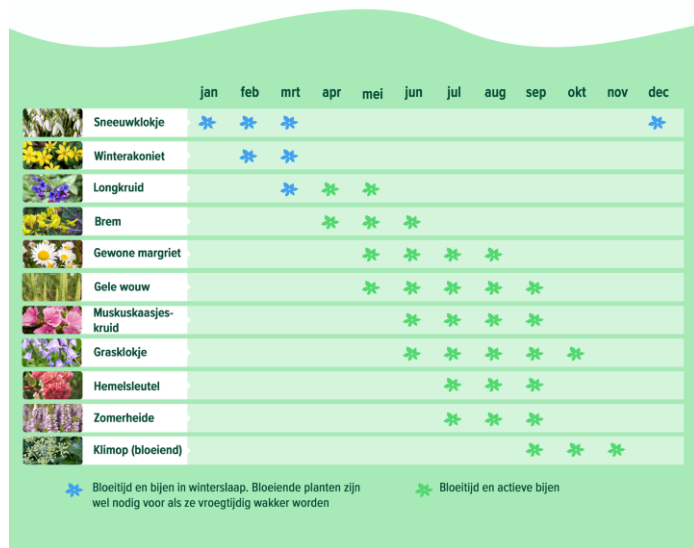 jan feb mrt apr mei jun jul aug sep okt nov dec
Sneeuwklokje
Winterakoniet
Longkruid
Brem
Gewone margriet
Gele wouw
Muskuskaasjes-
kruid
Grasklokje
Hemelsleutel
Zomerheide
Klimop (bloeiend)
Bloeitijd en bijen in winterslaap. Bloeiende planten zijn
wel nodig voor als ze vroegtijdig wakker worden
Bloeitijd en actieve bijen